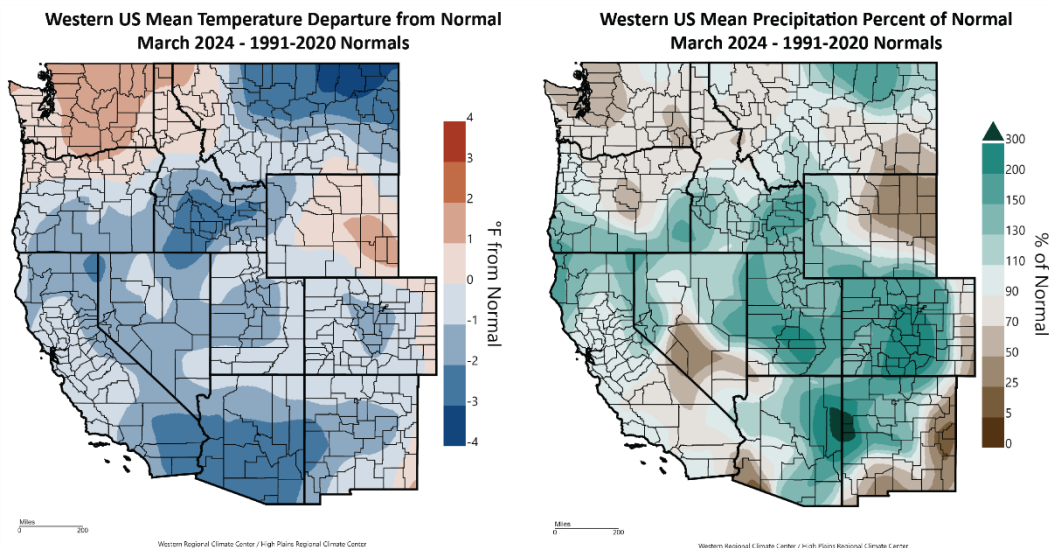 Western US Mean Temperature Departure from Normal
March 2024 - 1991-2020 Normals
4
3
2
1
0
-1
-2
-3
-4
°F from Normal
Miles
0 200
Western Regional Climate Center / High Plains Regional Climate Center
Western US Mean Precipitation Percent of Normal
March 2024 - 1991-2020 Normals
300
200
150
130
110
90
70
50
25
5
0
% of Normal
Miles
0 200
Western Regional Climate Center / High Plains Regional Climate Center